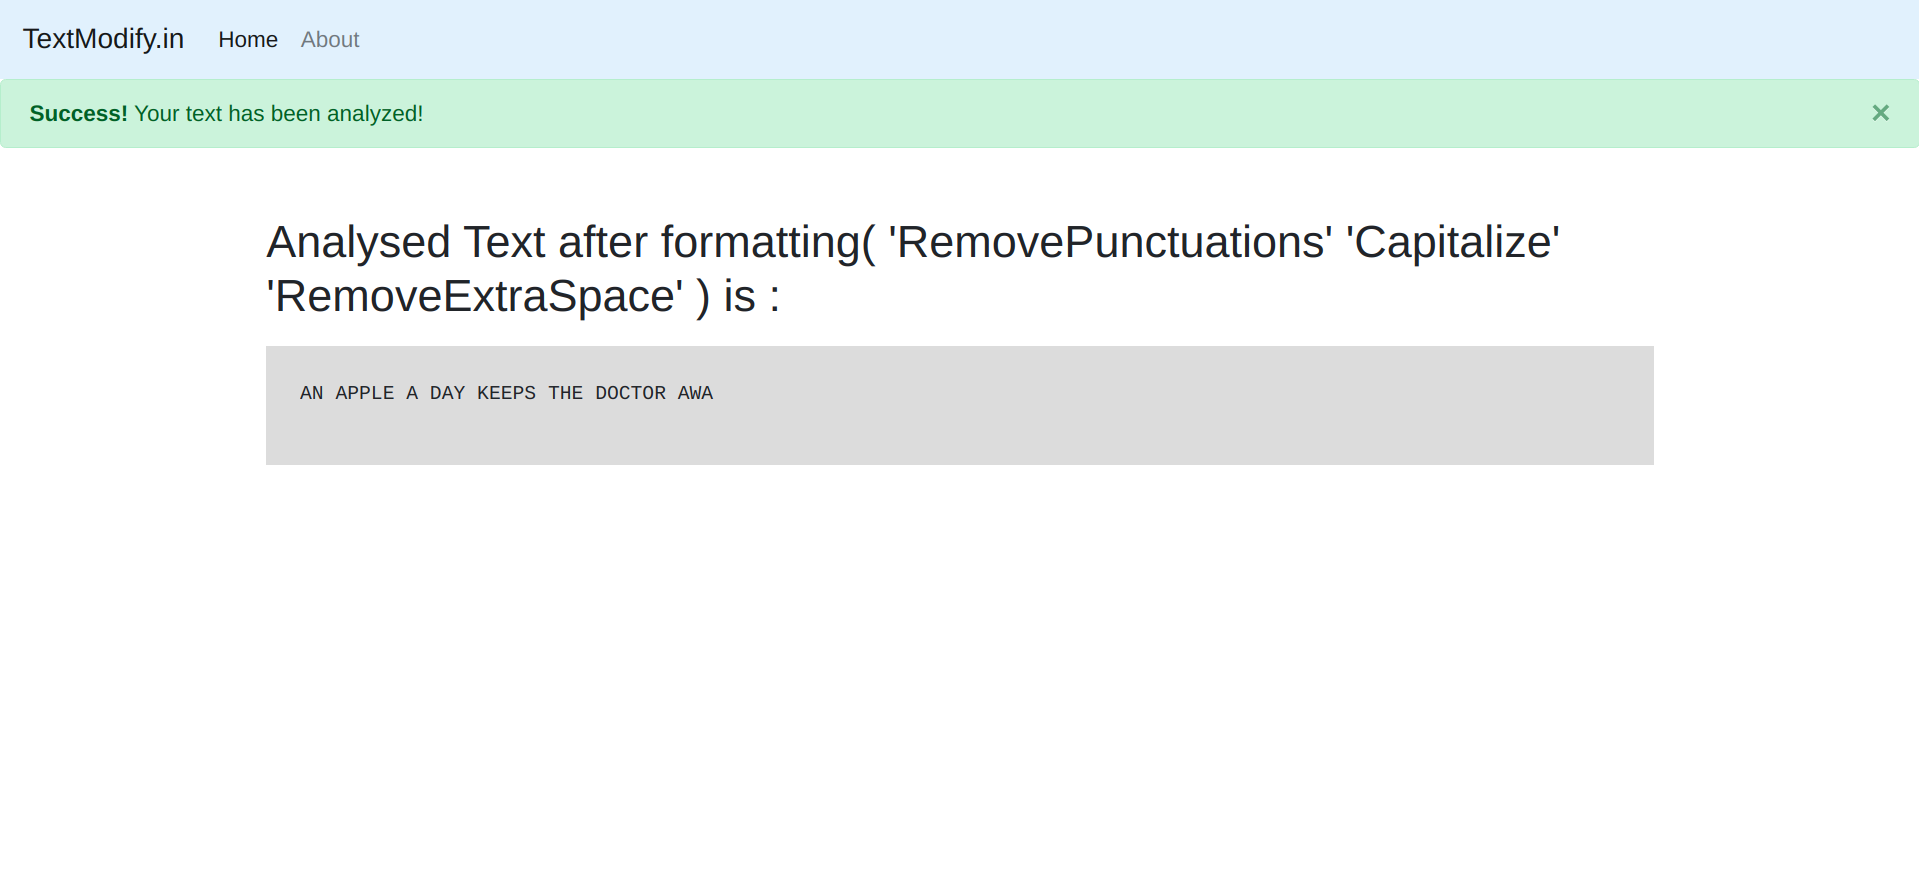 TextModify.in Home About
Success! Your text has been analyzed! ×
Analysed Text after formatting( 'RemovePunctuations' 'Capitalize'
'RemoveExtraSpace' ) is :
AN APPLE A DAY KEEPS THE DOCTOR AWA